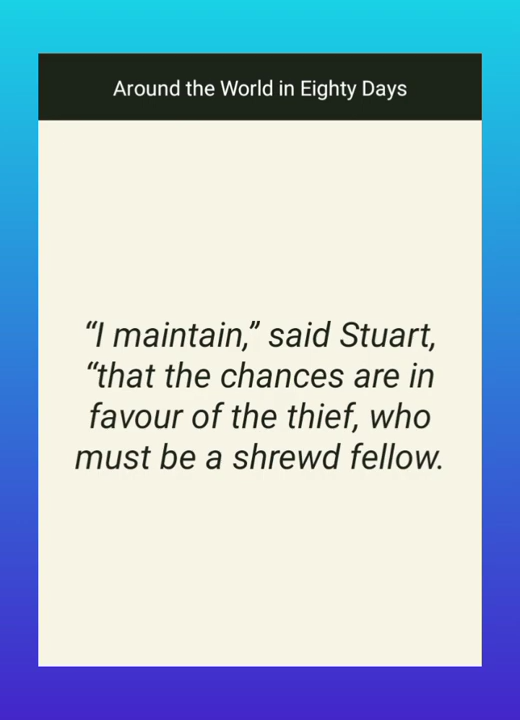 Around the World in Eighty Days
“I maintain,” said Stuart,
“that the chances are in
favour of the thief, who
must be a shrewd fellow.